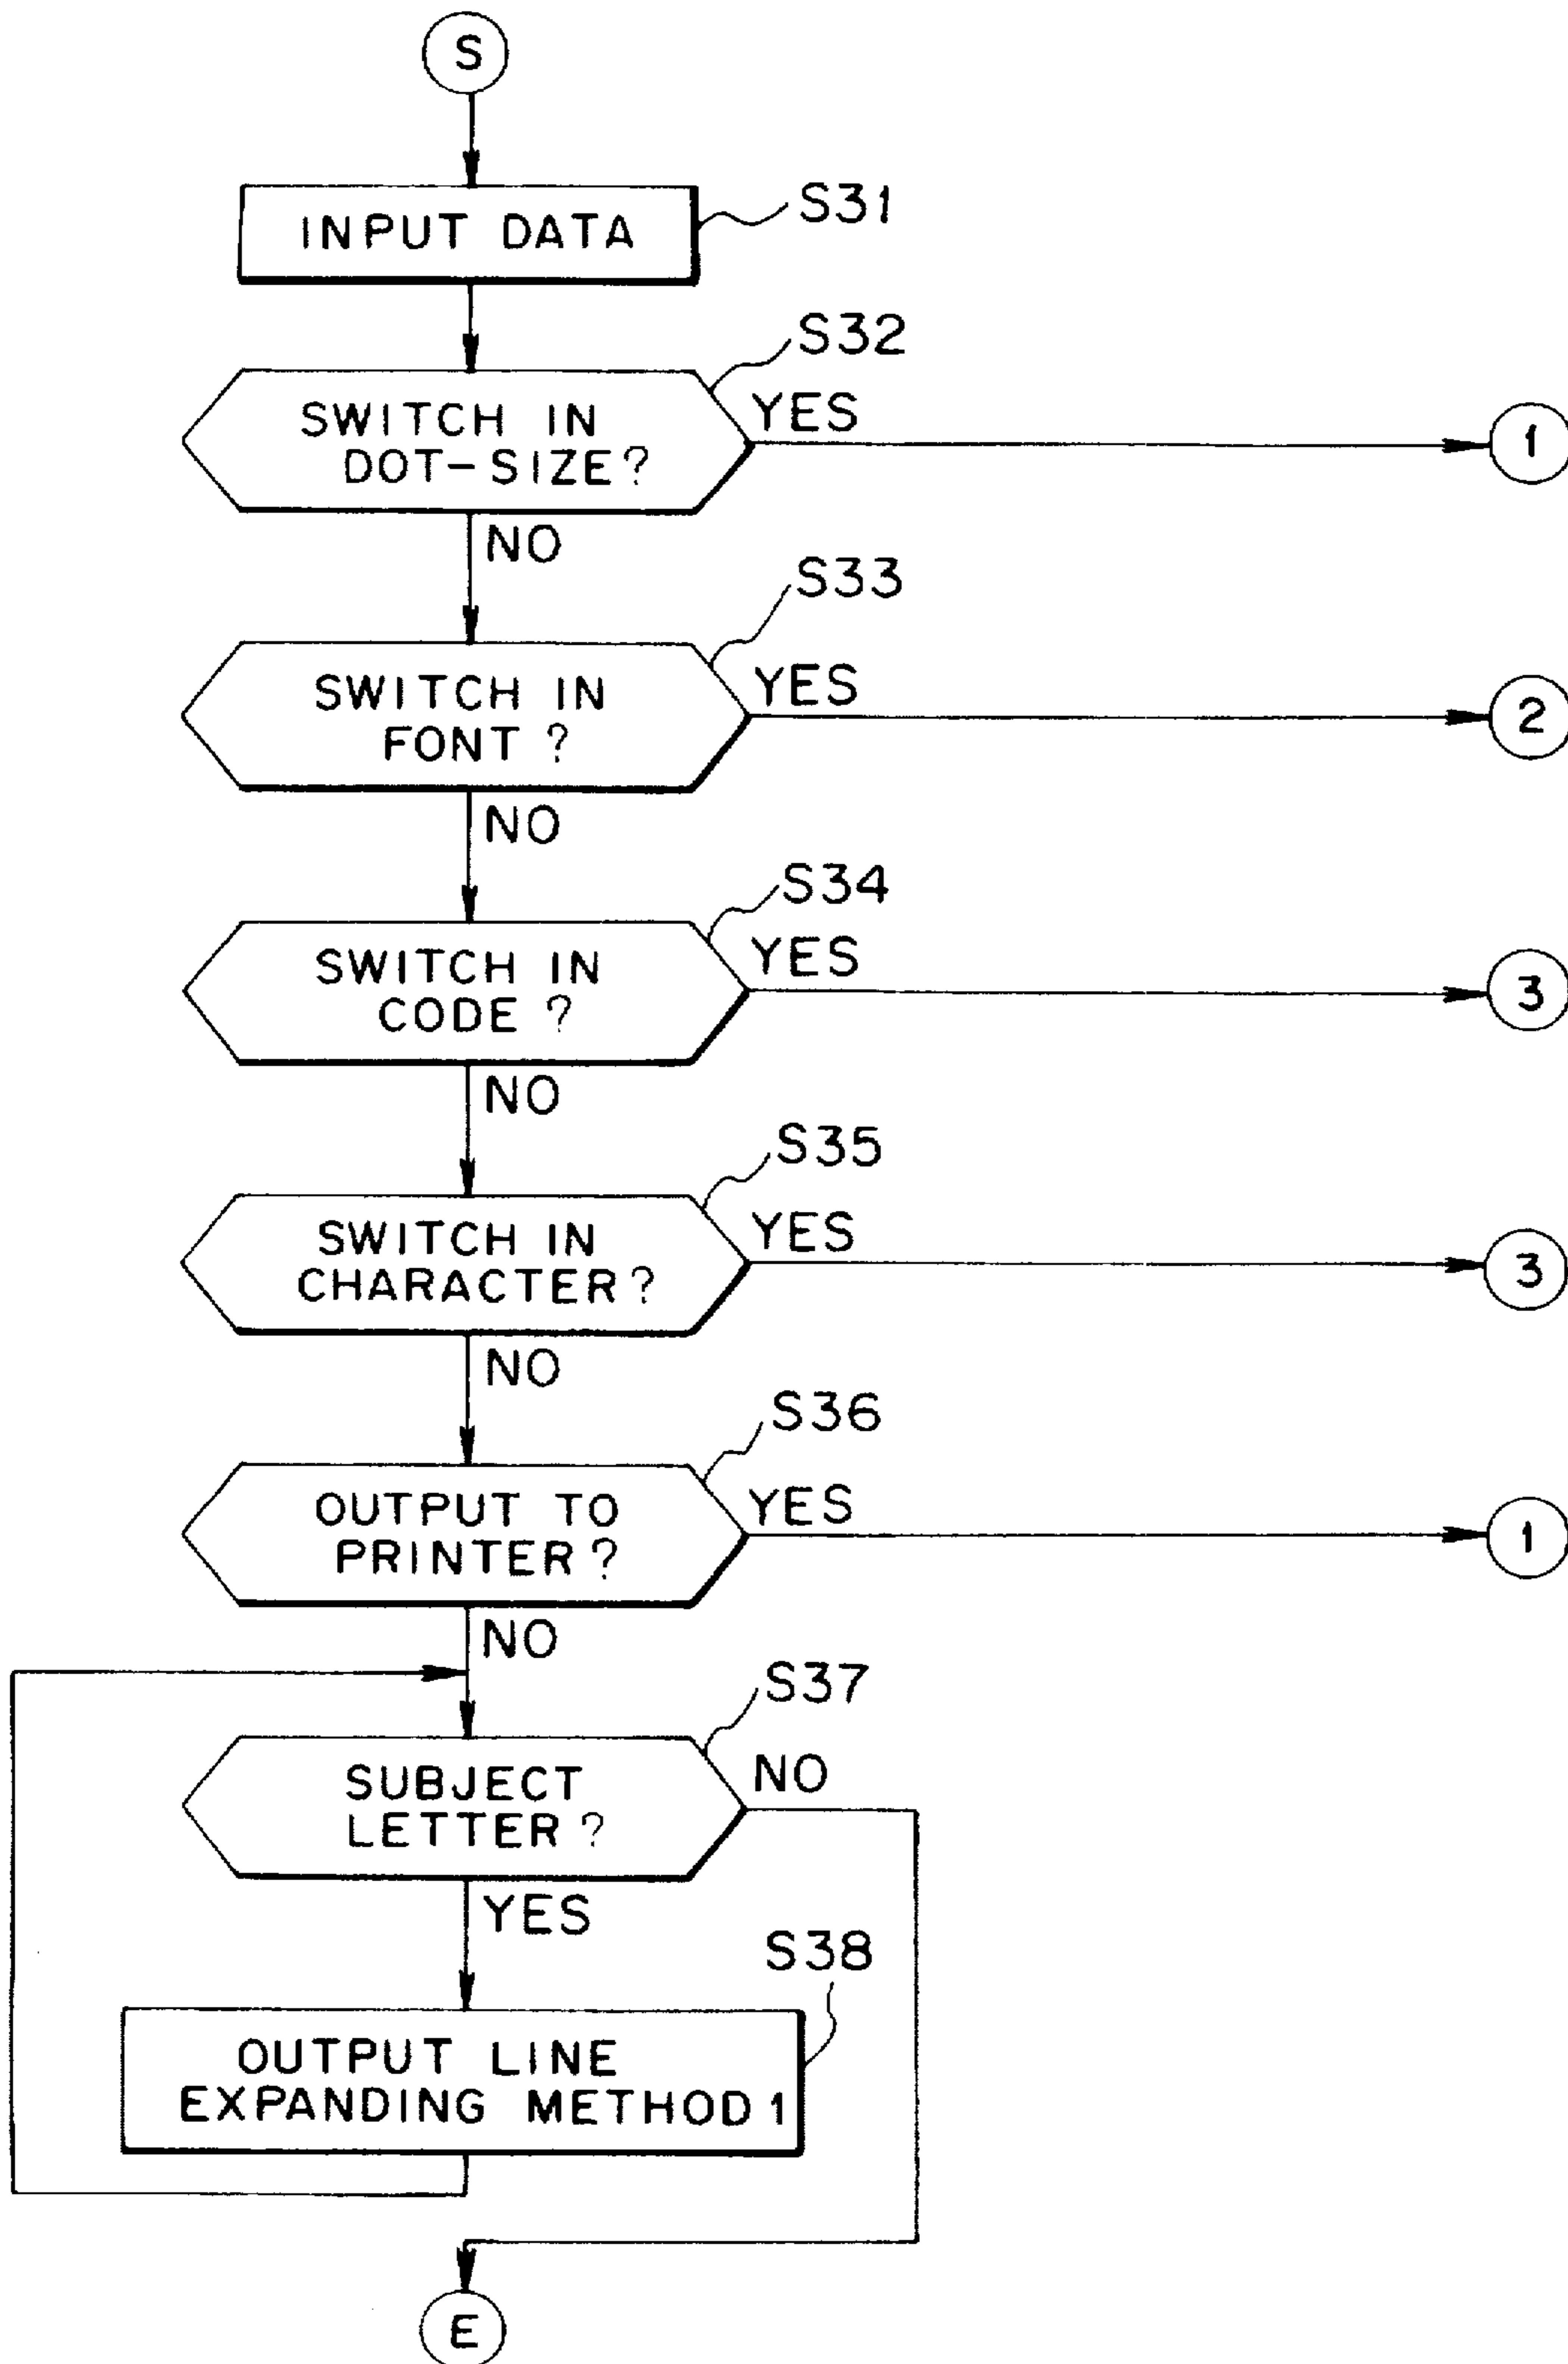 S
INPUT DATA
S31
S32
SWITCH IN
DOT-SIZE?
YES
1
NO
S33
SWITCH IN
FONT ?
YES
2
NO
S34
SWITCH IN
CODE ?
YES
3
NO
S35
SWITCH IN
CHARACTER?
YES
3
NO
S36
OUTPUT TO
PRINTER?
YES
1
NO
S37
SUBJECT
LETTER ?
NO
YES
S38
OUTPUT LINE
EXPANDING METHOD 1
E